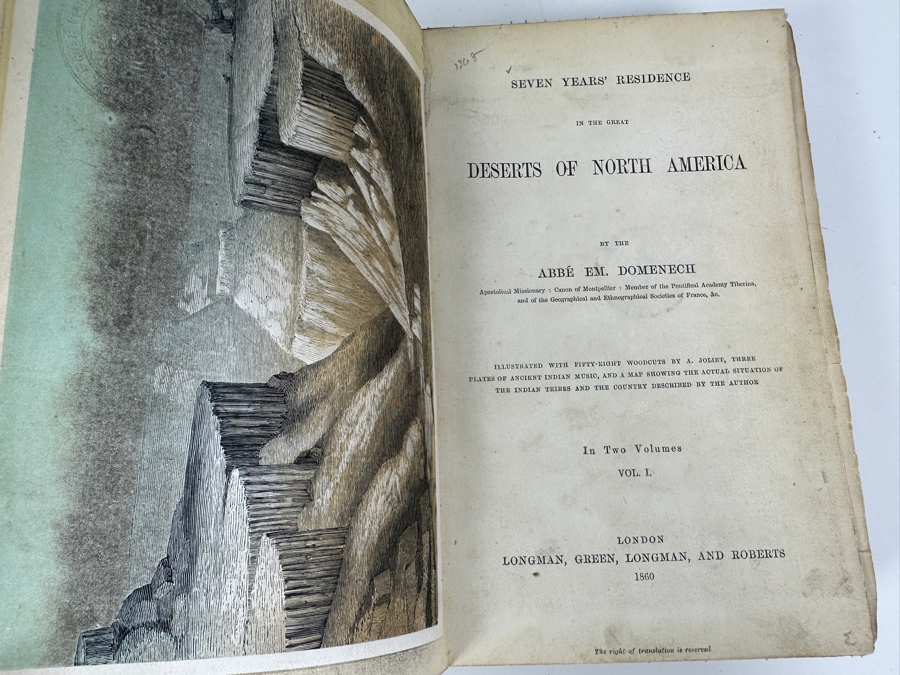 SEVEN YEARS' RESIDENCE
IN THE GREAT
DESERTS OF NORTH AMERICA
BY THE
ABBÉ EM. DOMENECH
Apostolical Missionary : Canon of Montpellier : Member of the Pontifical Academy Tiberina,
and of the Geographical and Ethnographical Societies of France, &c.
ILLUSTRATED WITH FIFTY-EIGHT WOODCUTS BY A. JOLIET, THREE
PLATES OF ANCIENT INDIAN MUSIC, AND A MAP SHOWING THE ACTUAL SITUATION OF
THE INDIAN TRIBES AND THE COUNTRY DESCRIBED BY THE AUTHOR
In Two Volumes
VOL. I.
LONDON
LONGMAN, GREEN, LONGMAN, AND ROBERTS
1860
The right of translation is reserved